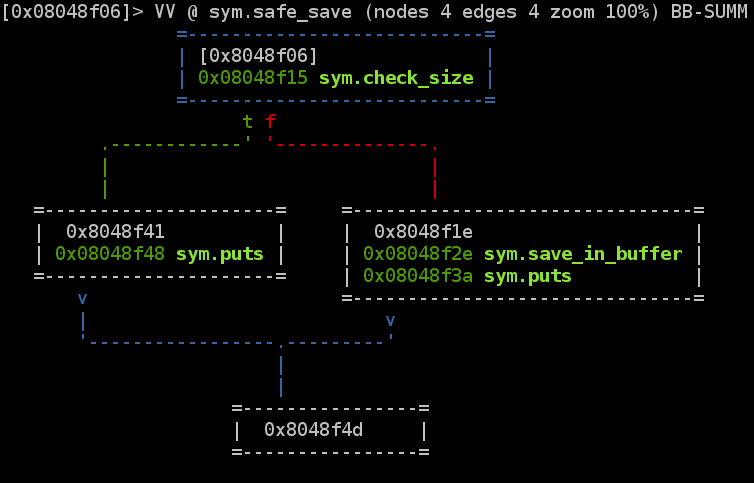 [0x08048f06]> VV @ sym.safe_save (nodes 4 edges 4 zoom 100%) BB-SUMM
[0x8048f06]
0x08048f15 sym.check_size
t f
0x8048f41
0x08048f48 sym.puts
0x8048f1e
0x08048f2e sym.save_in_buffer
0x08048f3a sym.puts
v
v
0x8048f4d